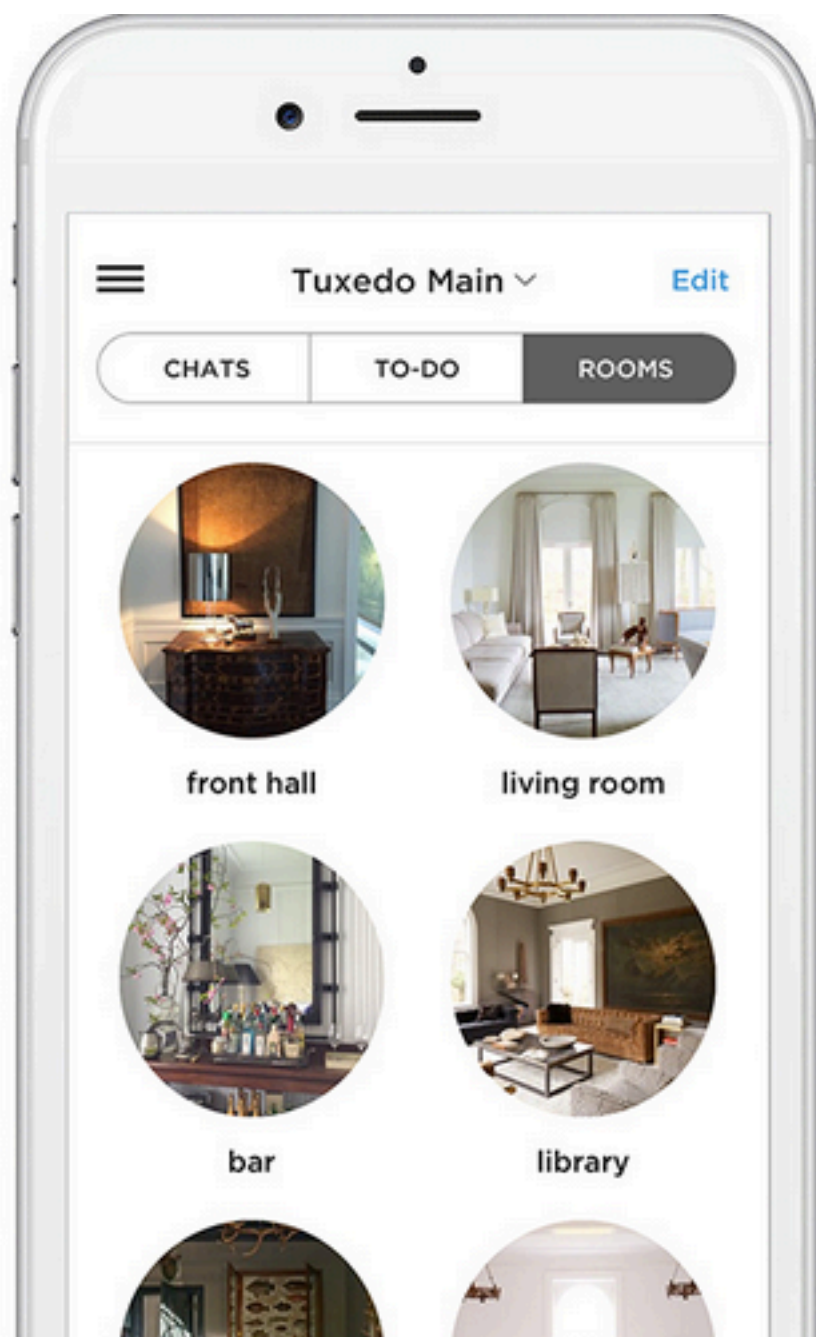 Tuxedo Main
Edit
CHATS
TO-DO
ROOMS
front hall
living room
bar
library